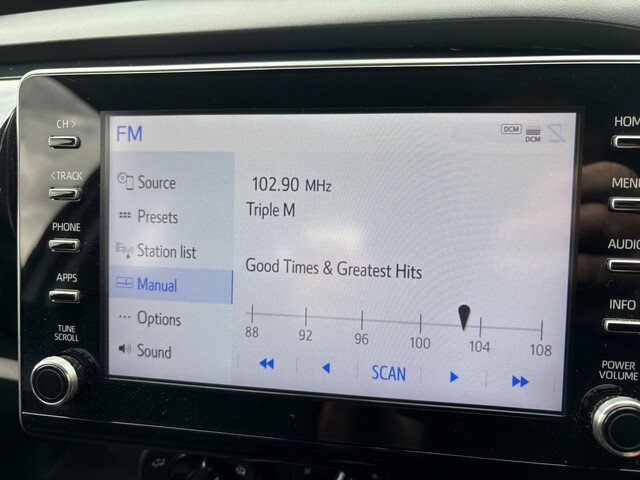 CH >
< TRACK
PHONE
APPS
TUNE
SCROLL
FM
DCM
DCM
Source
Presets
Station list
Manual
Options
Sound
102.90 MHz
Triple M
Good Times & Greatest Hits
88 92 96 100 104 108
SCAN
HOM
MENU
AUDIO
INFO
POWER
VOLUME